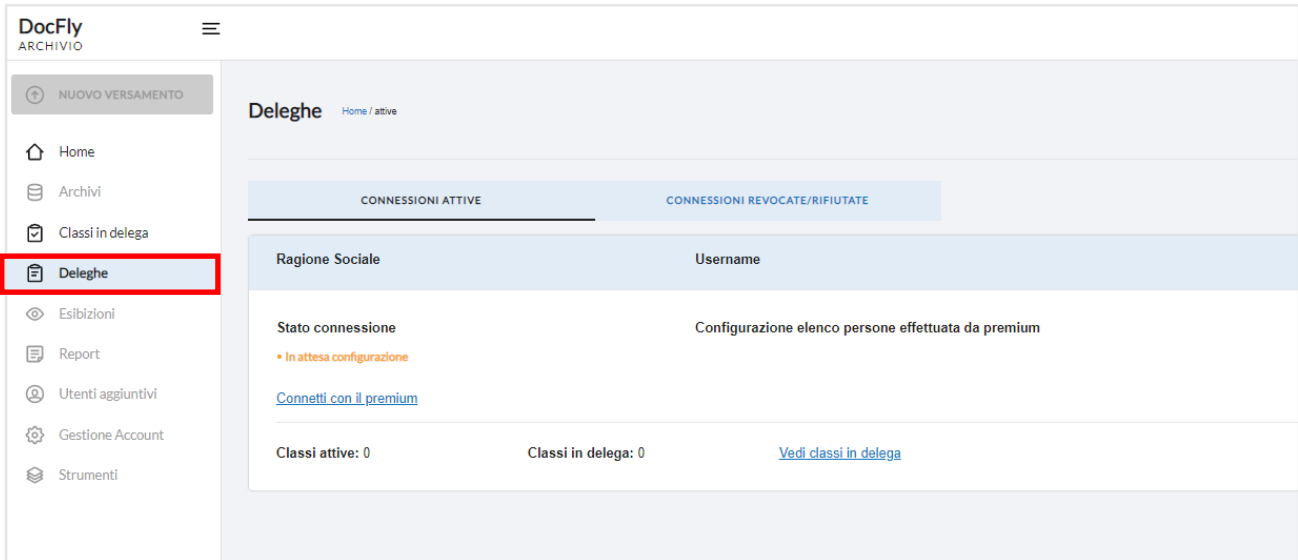 DocFly
ARCHIVIO
NUOVO VERSAMENTO
Home
Archivi
Classi in delega
Deleghe
Esibizioni
Report
Utenti aggiuntivi
Gestione Account
Strumenti
Deleghe Home / attive
CONNESSIONI ATTIVE CONNESSIONI REVOCATE/RIFIUTATE
Ragione Sociale Username
Stato connessione Configurazione elenco persone effettuata da premium
• In attesa configurazione
Connetti con il premium
Classi attive: 0 Classi in delega: 0 Vedi classi in delega